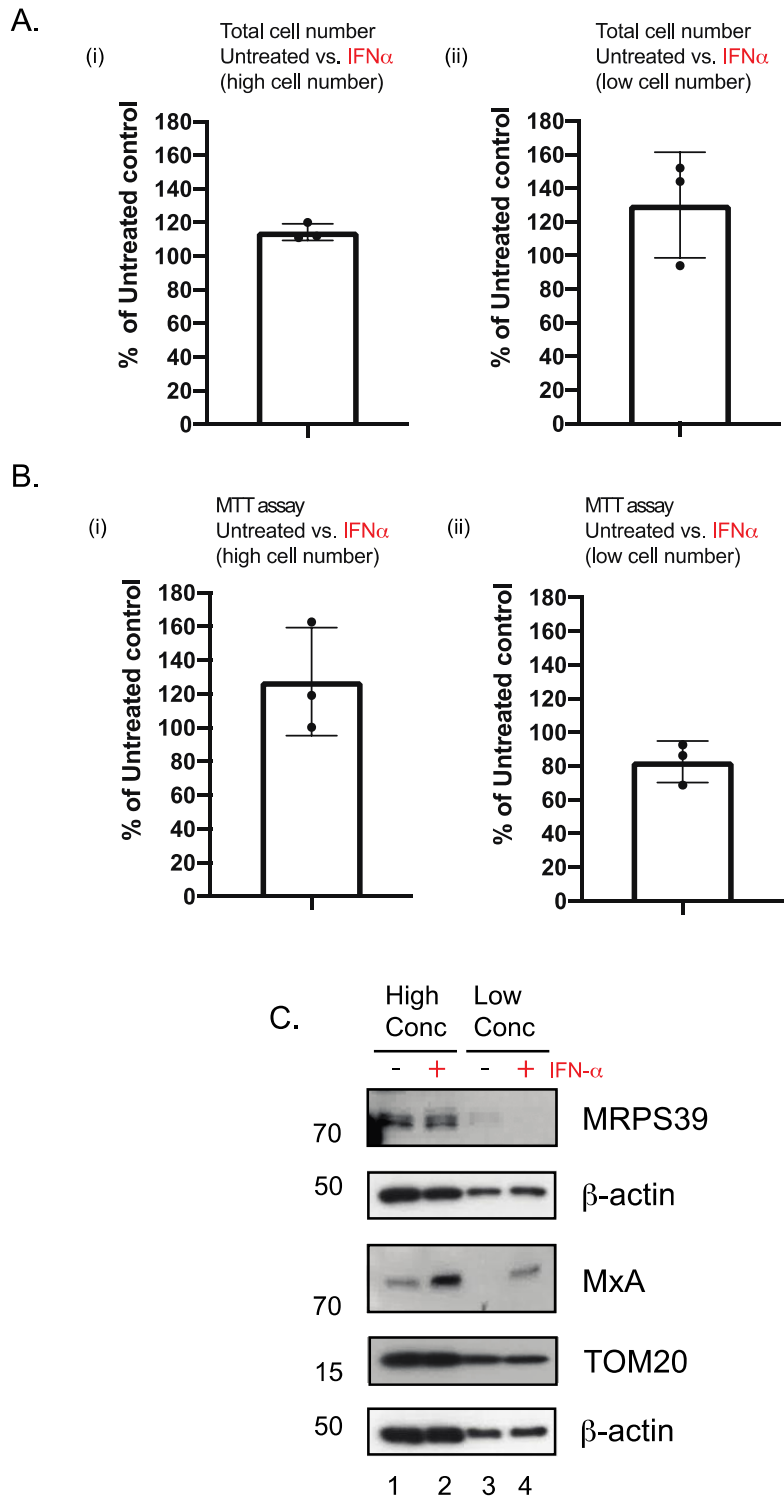 A.
(i)
Total cell number
Untreated vs. IFNα
(high cell number)
% of Untreated control
180
160
140
120
100
80
60
40
20
0
(ii)
Total cell number
Untreated vs. IFNα
(low cell number)
% of Untreated control
180
160
140
120
100
80
60
40
20
0
B.
(i)
MTT assay
Untreated vs. IFNα
(high cell number)
% of Untreated control
180
160
140
120
100
80
60
40
20
0
(ii)
MTT assay
Untreated vs. IFNα
(low cell number)
% of Untreated control
180
160
140
120
100
80
60
40
20
0
C.
High Conc
Low Conc
- + - + IFN-α
70 MRPS39
50 β-actin
70 MxA
15 TOM20
50 β-actin
1 2 3 4